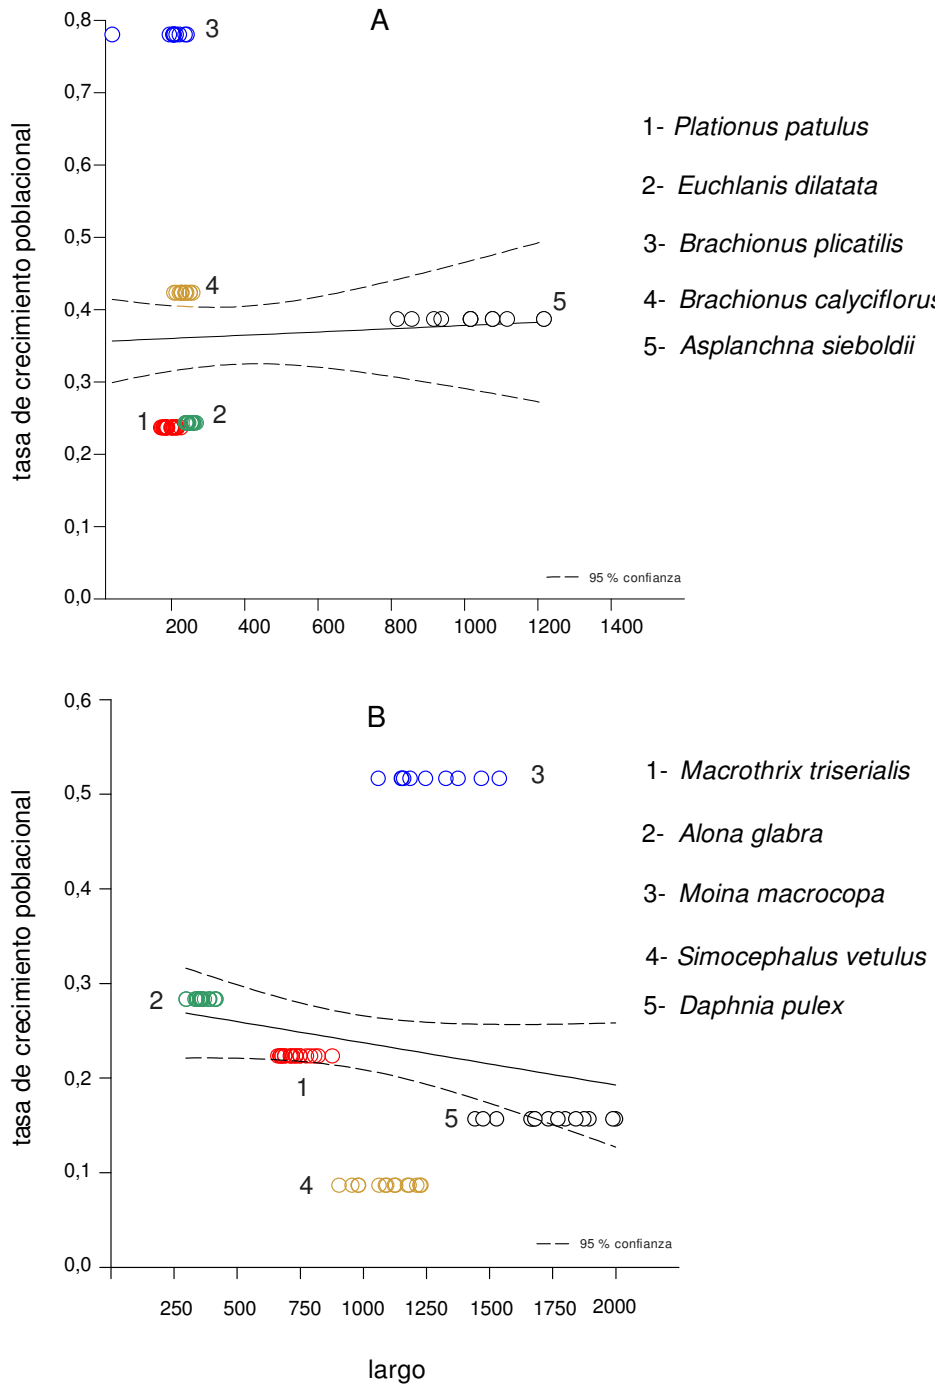 A
0,8
0,7
0,6
0,5
0,4
0,3
0,2
0,1
0,0
tasa de crecimiento poblacional
3
4
5
1
2
95 % confianza
200 400 600 800 1000 1200 1400
1- Plationus patulus
2- Euchlanis dilatata
3- Brachionus plicatilis
4- Brachionus calyciflorus
5- Asplanchna sieboldii
B
0,6
0,5
0,4
0,3
0,2
0,1
0,0
tasa de crecimiento poblacional
3
2
1
5
4
95 % confianza
250 500 750 1000 1250 1500 1750 2000
largo
1- Macrothrix triserialis
2- Alona glabra
3- Moina macrocopa
4- Simocephalus vetulus
5- Daphnia pulex